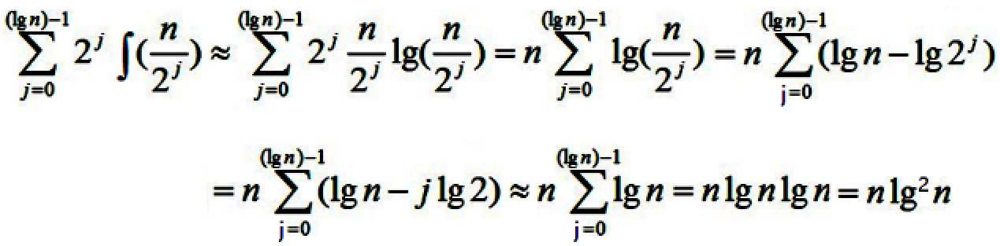 \sum_{j=0}^{(\lg n)-1} 2^j \int(\frac{n}{2^j}) \approx \sum_{j=0}^{(\lg n)-1} 2^j \frac{n}{2^j} \lg(\frac{n}{2^j}) = n \sum_{j=0}^{(\lg n)-1} \lg(\frac{n}{2^j}) = n \sum_{j=0}^{(\lg n)-1} (\lg n - \lg 2^j)
= n \sum_{j=0}^{(\lg n)-1} (\lg n - j \lg 2) \approx n \sum_{j=0}^{(\lg n)-1} \lg n = n \lg n \lg n = n \lg^2 n